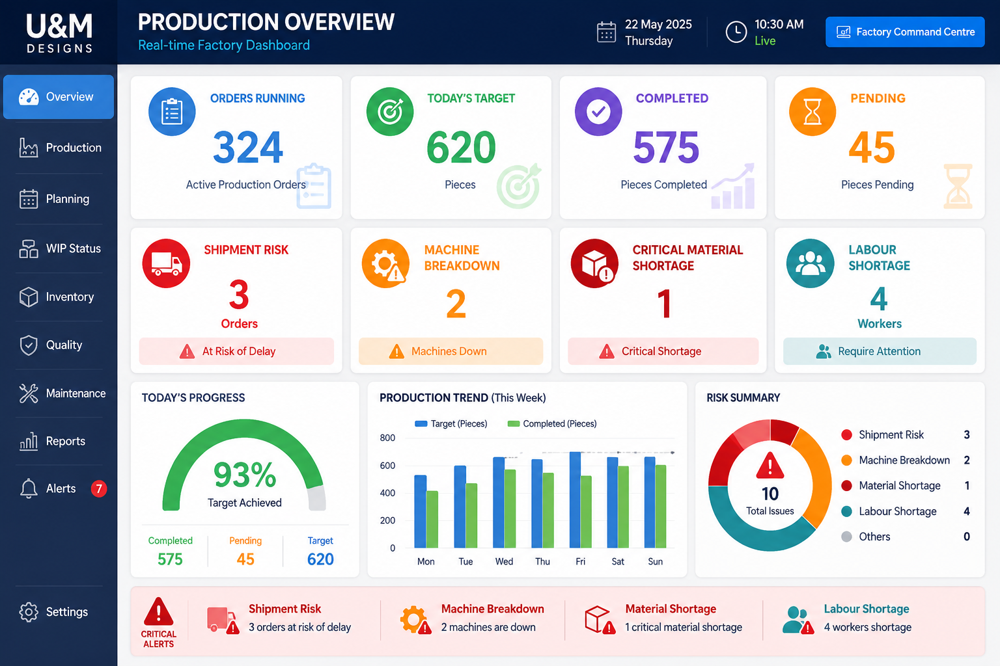 U&M
DESIGNS
PRODUCTION OVERVIEW
Real-time Factory Dashboard
22 May 2025
Thursday
10:30 AM
Live
Factory Command Centre
Overview
Production
Planning
WIP Status
Inventory
Quality
Maintenance
Reports
Alerts 7
Settings
ORDERS RUNNING
324
Active Production Orders
TODAY'S TARGET
620
Pieces
COMPLETED
575
Pieces Completed
PENDING
45
Pieces Pending
SHIPMENT RISK
3
Orders
At Risk of Delay
MACHINE
BREAKDOWN
2
Machines Down
CRITICAL MATERIAL
SHORTAGE
1
Critical Shortage
LABOUR
SHORTAGE
4
Workers
Require Attention
TODAY'S PROGRESS
93%
Target Achieved
Completed
575
Pending
45
Target
620
PRODUCTION TREND (This Week)
Target (Pieces)
Completed (Pieces)
800
600
400
200
0
Mon Tue Wed Thu Fri Sat Sun
RISK SUMMARY
10
Total Issues
Shipment Risk 3
Machine Breakdown 2
Material Shortage 1
Labour Shortage 4
Others 0
CRITICAL
ALERTS
Shipment Risk
3 orders at risk of delay
Machine Breakdown
2 machines are down
Material Shortage
1 critical material shortage
Labour Shortage
4 workers shortage